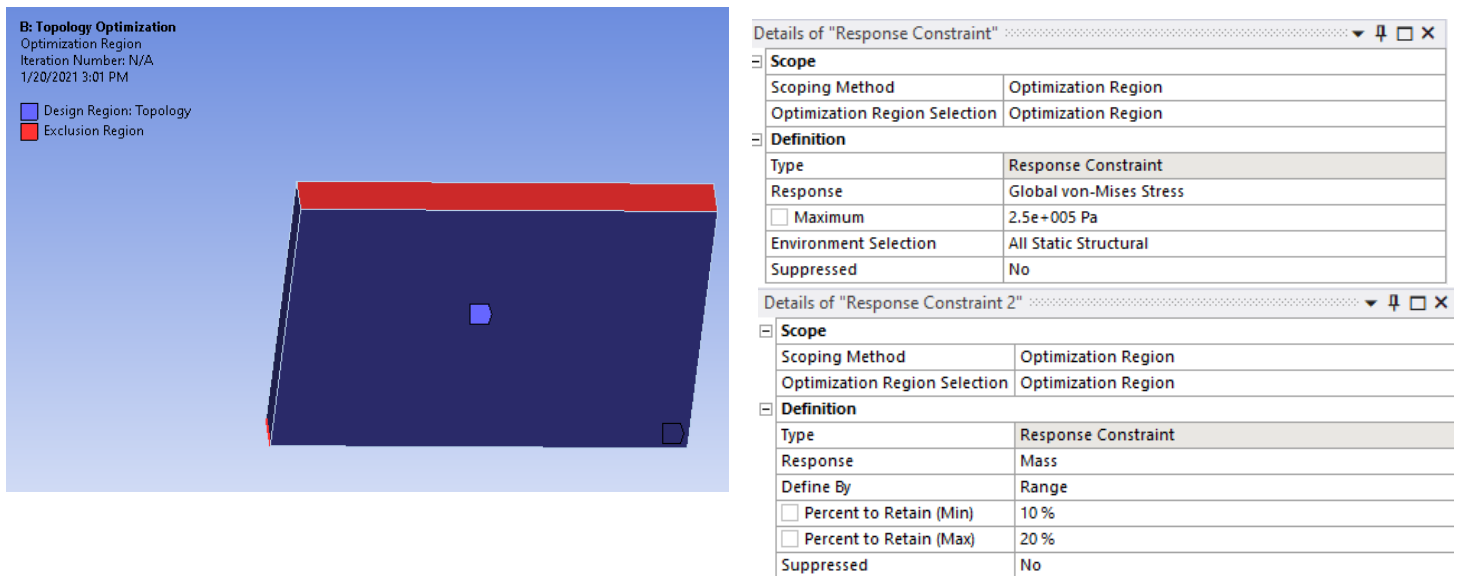 B: Topology Optimization
Optimization Region
Iteration Number: N/A
1/20/2021 3:01 PM
Design Region: Topology
Exclusion Region
Details of "Response Constraint"
Scope
Scoping Method Optimization Region
Optimization Region Selection Optimization Region
Definition
Type Response Constraint
Response Global von-Mises Stress
Maximum 2.5e+005 Pa
Environment Selection All Static Structural
Suppressed No
Details of "Response Constraint 2"
Scope
Scoping Method Optimization Region
Optimization Region Selection Optimization Region
Definition
Type Response Constraint
Response Mass
Define By Range
Percent to Retain (Min) 10 %
Percent to Retain (Max) 20 %
Suppressed No